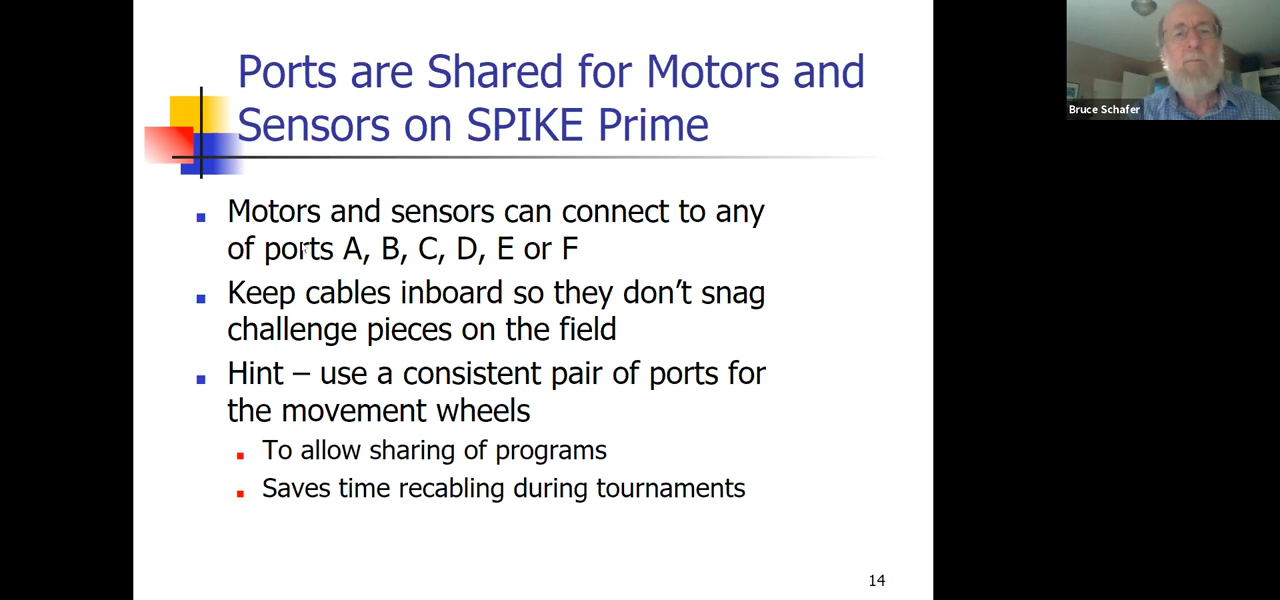 Ports are Shared for Motors and
Sensors on SPIKE Prime
Motors and sensors can connect to any
of ports A, B, C, D, E or F
Keep cables inboard so they don’t snag
challenge pieces on the field
Hint – use a consistent pair of ports for
the movement wheels
To allow sharing of programs
Saves time recabling during tournaments
14
Bruce Schafer